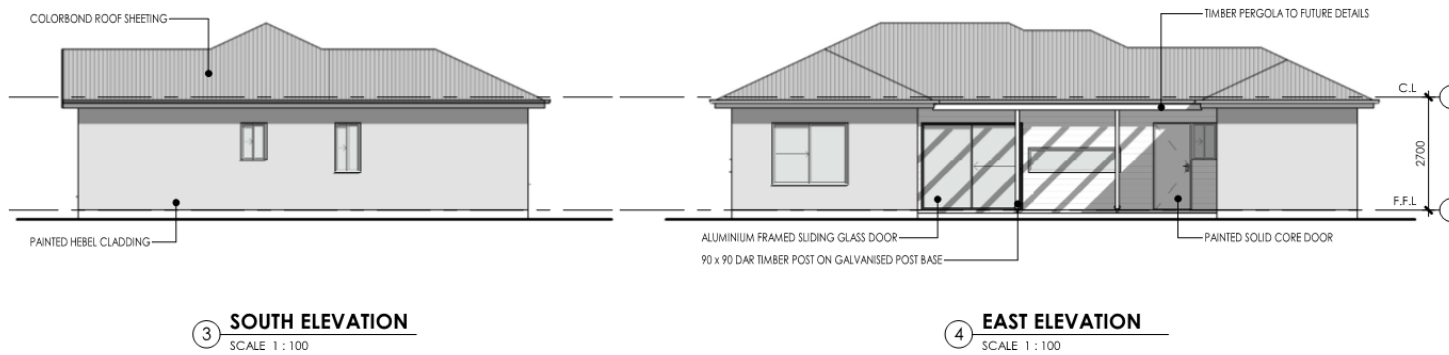 COLORBOND ROOF SHEETING
PAINTED HEBEL CLADDING
3 SOUTH ELEVATION
SCALE 1 : 100
TIMBER PERGOLA TO FUTURE DETAILS
C.L
2700
F.F.L
ALUMINIUM FRAMED SLIDING GLASS DOOR
90 x 90 DAR TIMBER POST ON GALVANISED POST BASE
PAINTED SOLID CORE DOOR
4 EAST ELEVATION
SCALE 1 : 100